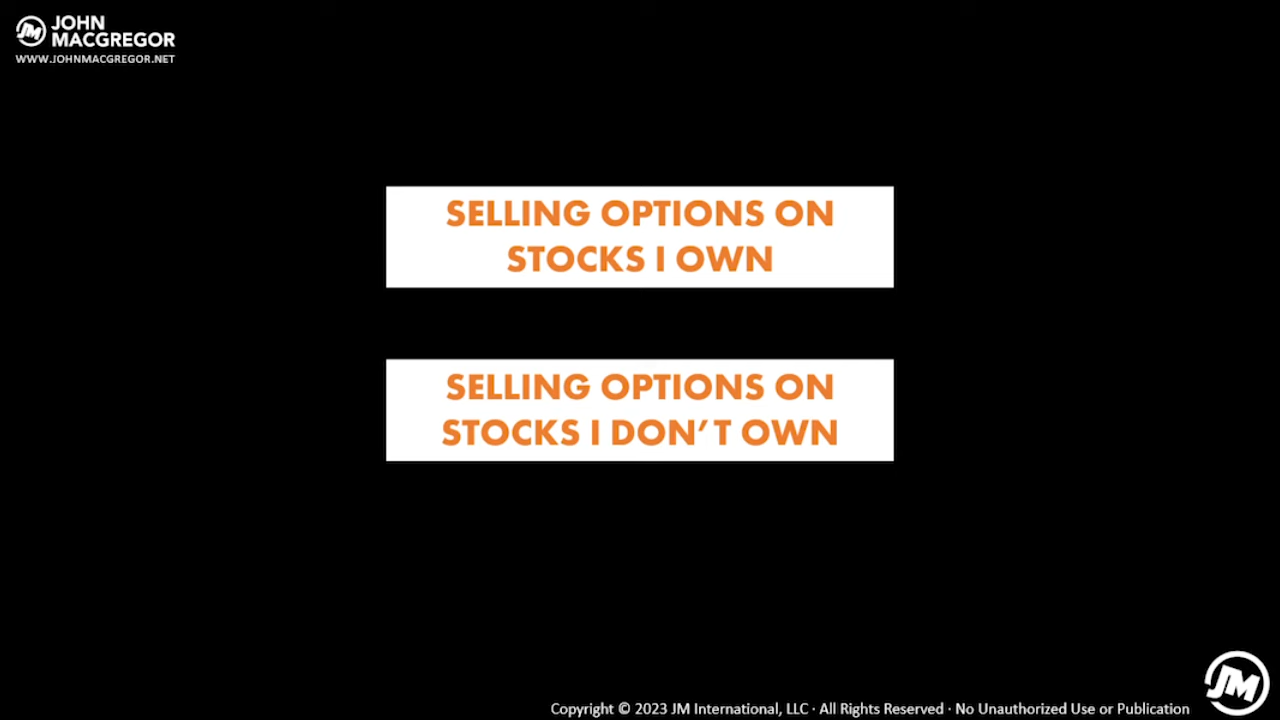 JM JOHN
MACGREGOR
WWW.JOHNMACGREGOR.NET
SELLING OPTIONS ON
STOCKS I OWN
SELLING OPTIONS ON
STOCKS I DON’T OWN
JM
Copyright © 2023 JM International, LLC · All Rights Reserved · No Unauthorized Use or Publication